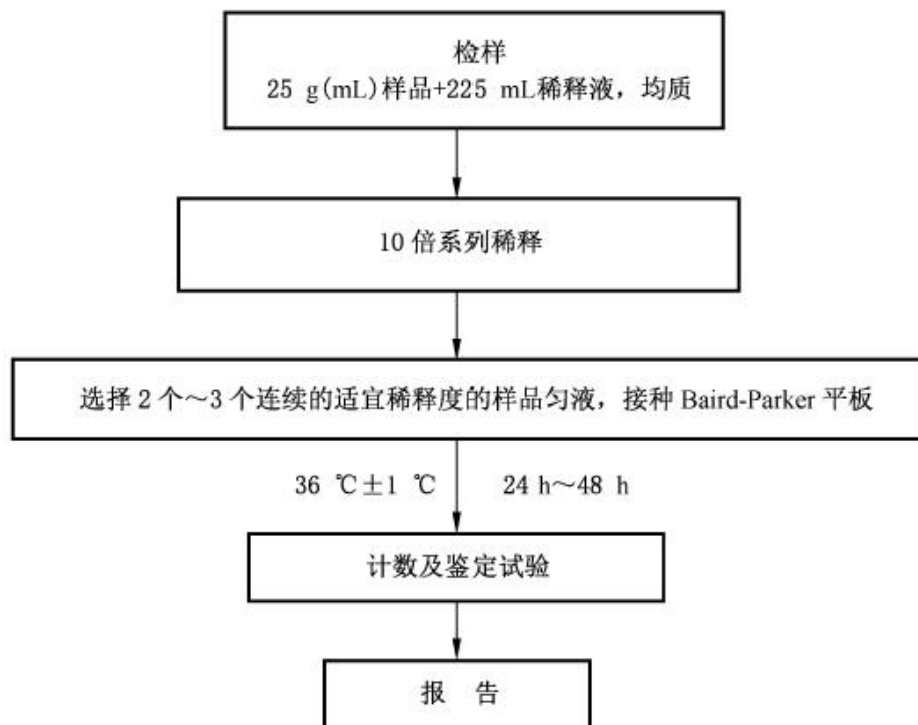 检样
25 g(mL)样品+225 mL稀释液，均质
10 倍系列稀释
选择 2 个～3 个连续的适宜稀释度的样品匀液，接种 Baird-Parker 平板
36 ℃±1 ℃ 24 h～48 h
计数及鉴定试验
报 告